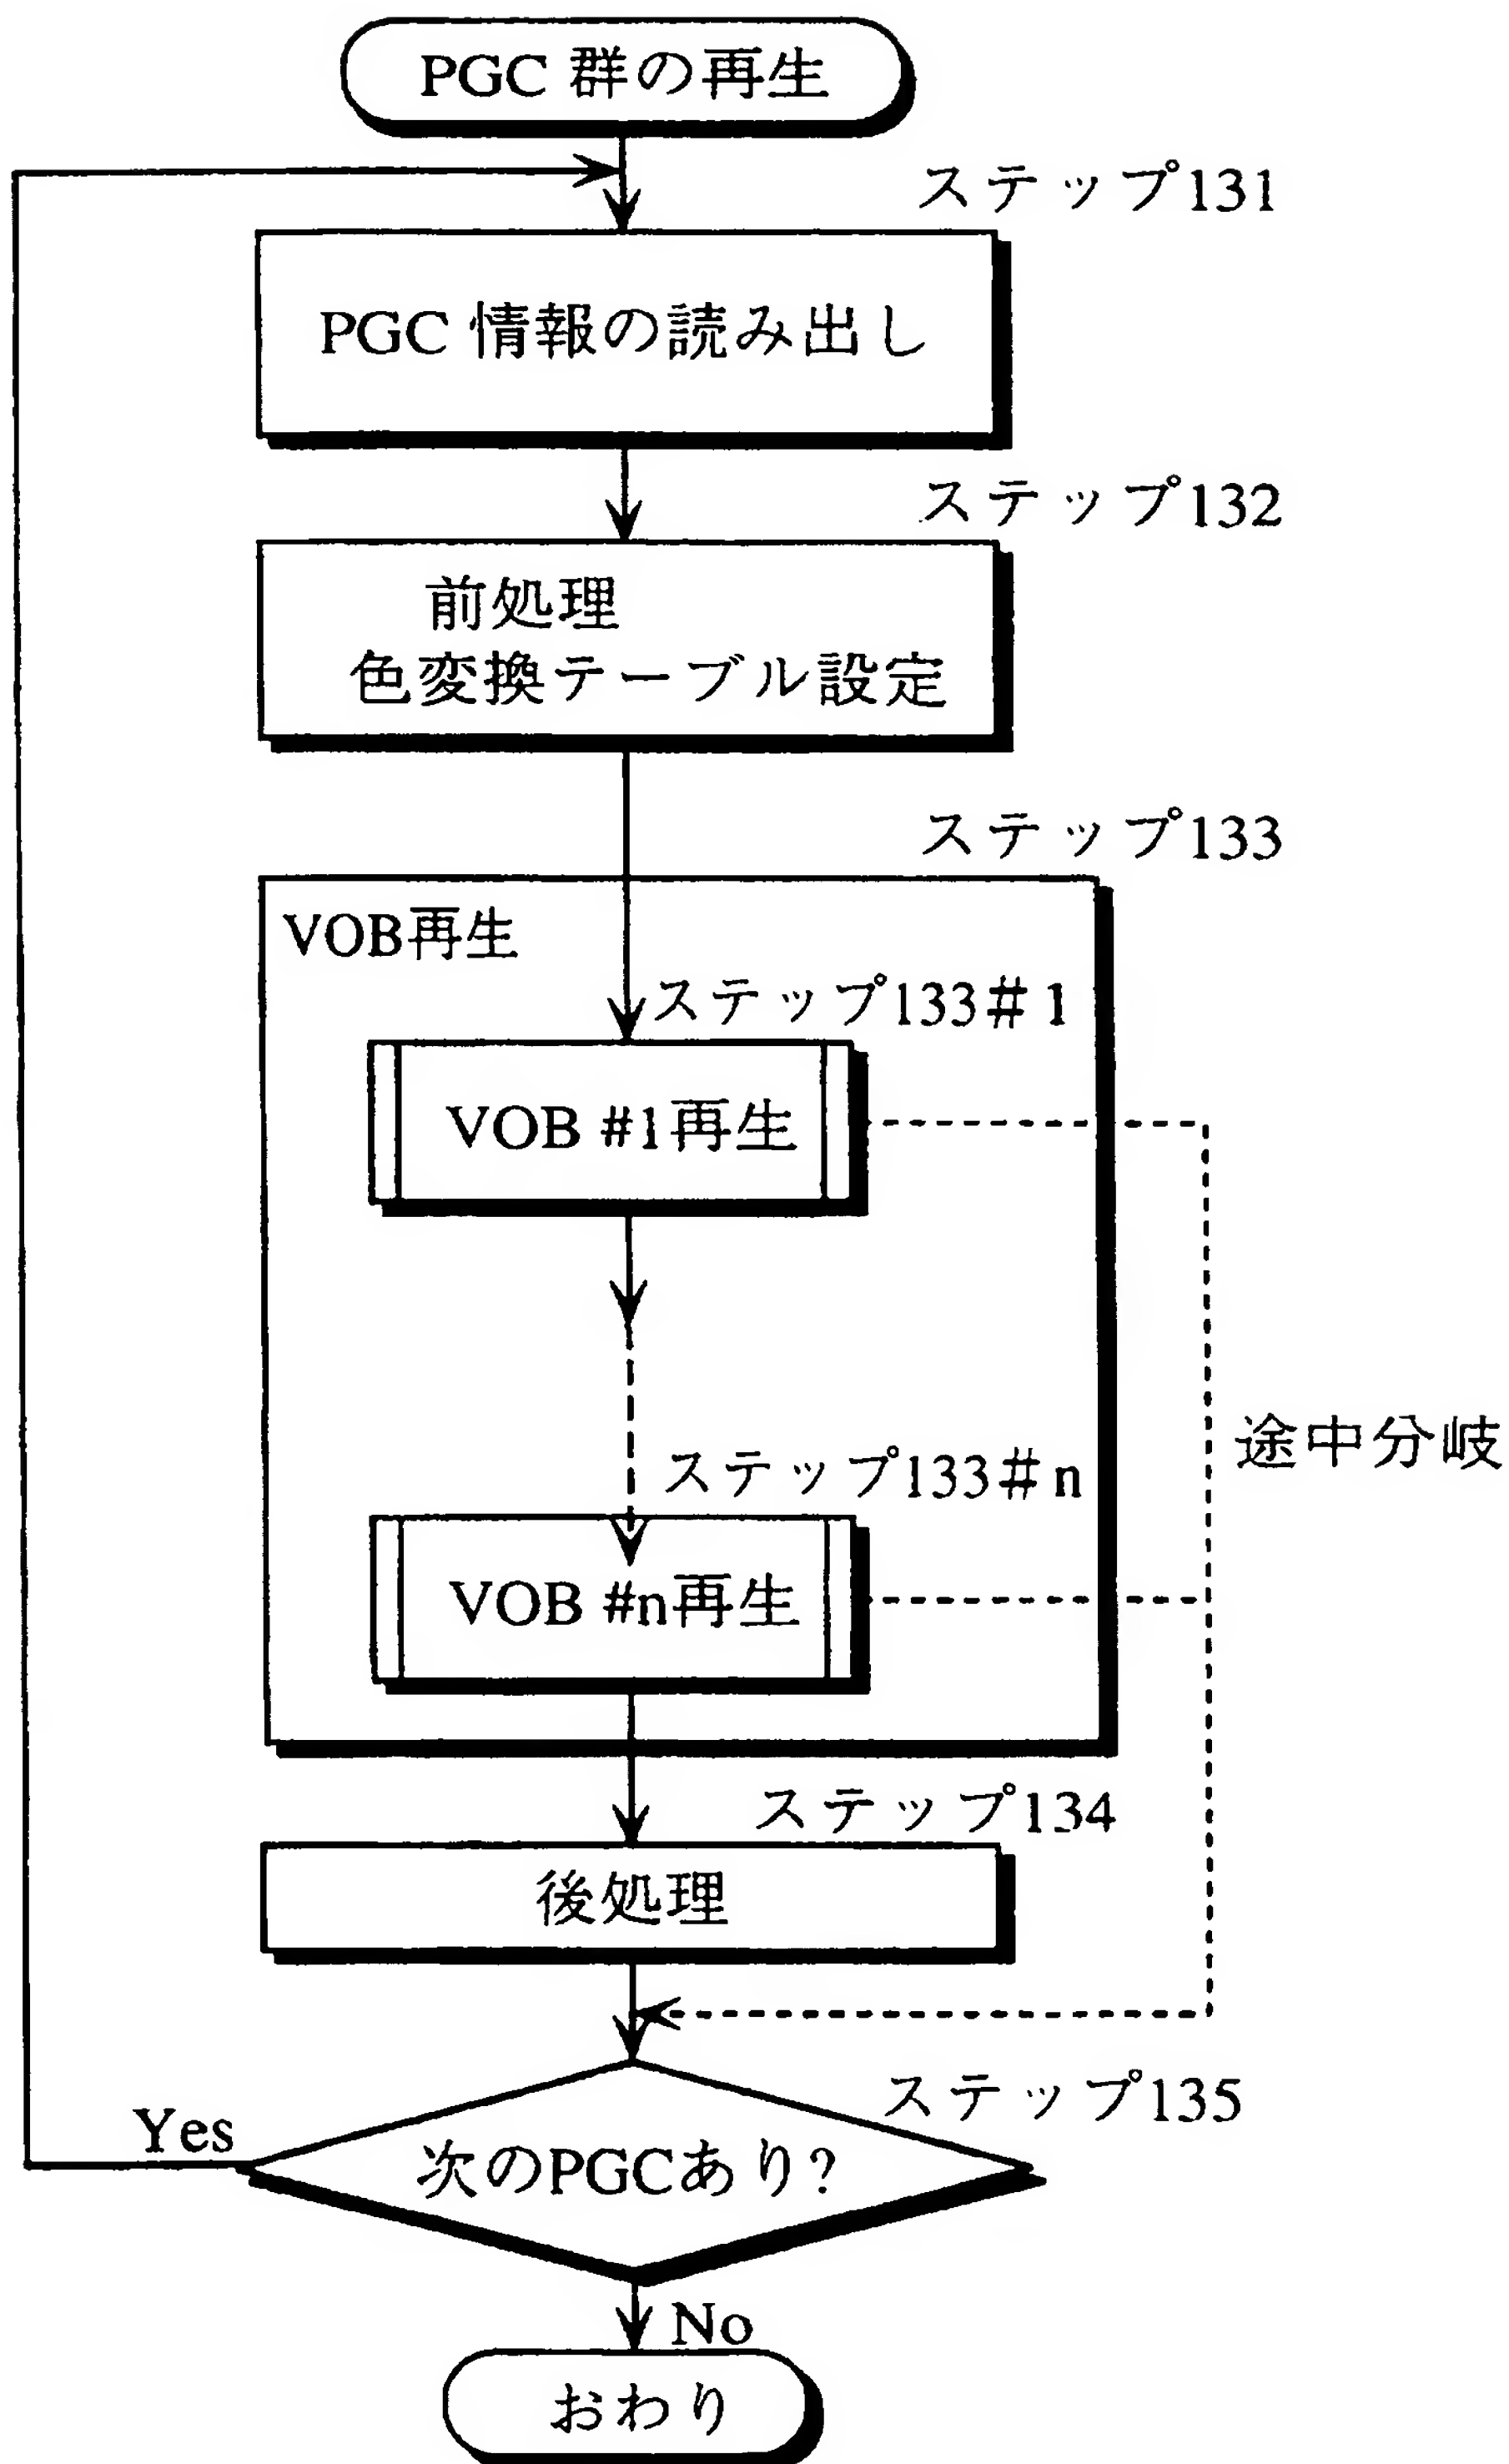 PGC 群の再生
ステップ131
PGC 情報の読み出し
ステップ132
前処理
色変換テーブル設定
ステップ133
VOB再生
ステップ133#1
VOB #1再生
途中分岐
ステップ133#n
VOB #n再生
ステップ134
後処理
ステップ135
Yes
次のPGCあり?
No
おわり